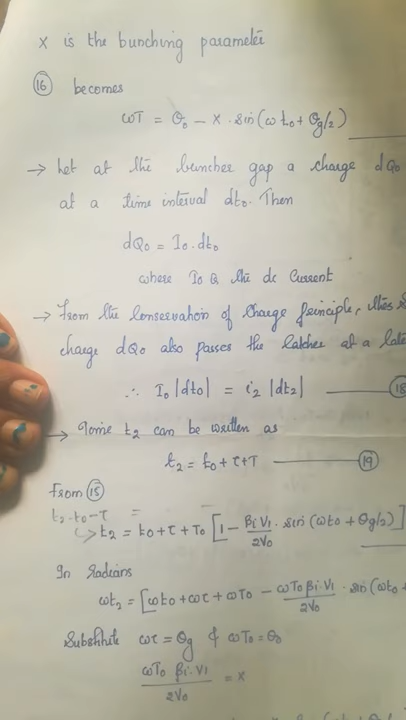 X is the bunching parameter
(16) becomes
ωT = θ₀ − X · sin(ωt₀ + θg/2)
→ Let at the buncher gap a charge dQ₀
at a time interval dt₀. Then
dQ₀ = I₀.dt₀
where I₀ is the dc Current
→ From the Conservation of Charge principle, this
charge dQ₀ also passes the catcher at a late
∴ I₀ |dt₀| = i₂ |dt₂| (18
→ Time t₂ can be written as
t₂ = t₀ + τ + T (19)
From (15)
t₂-t₀-τ =
t₂ = t₀ + τ + T₀ [1 − βi V₁/2V₀ · sin(ωt₀ + θg/2)]
In Radians
ωt₂ = [ωt₀ + ωτ + ωT₀ − ωT₀ βi·V₁/2V₀ · sin(ωt₀ +
Substitute ωτ = θg & ωT₀ = θ₀
ωT₀ βi·V₁/2V₀ = X